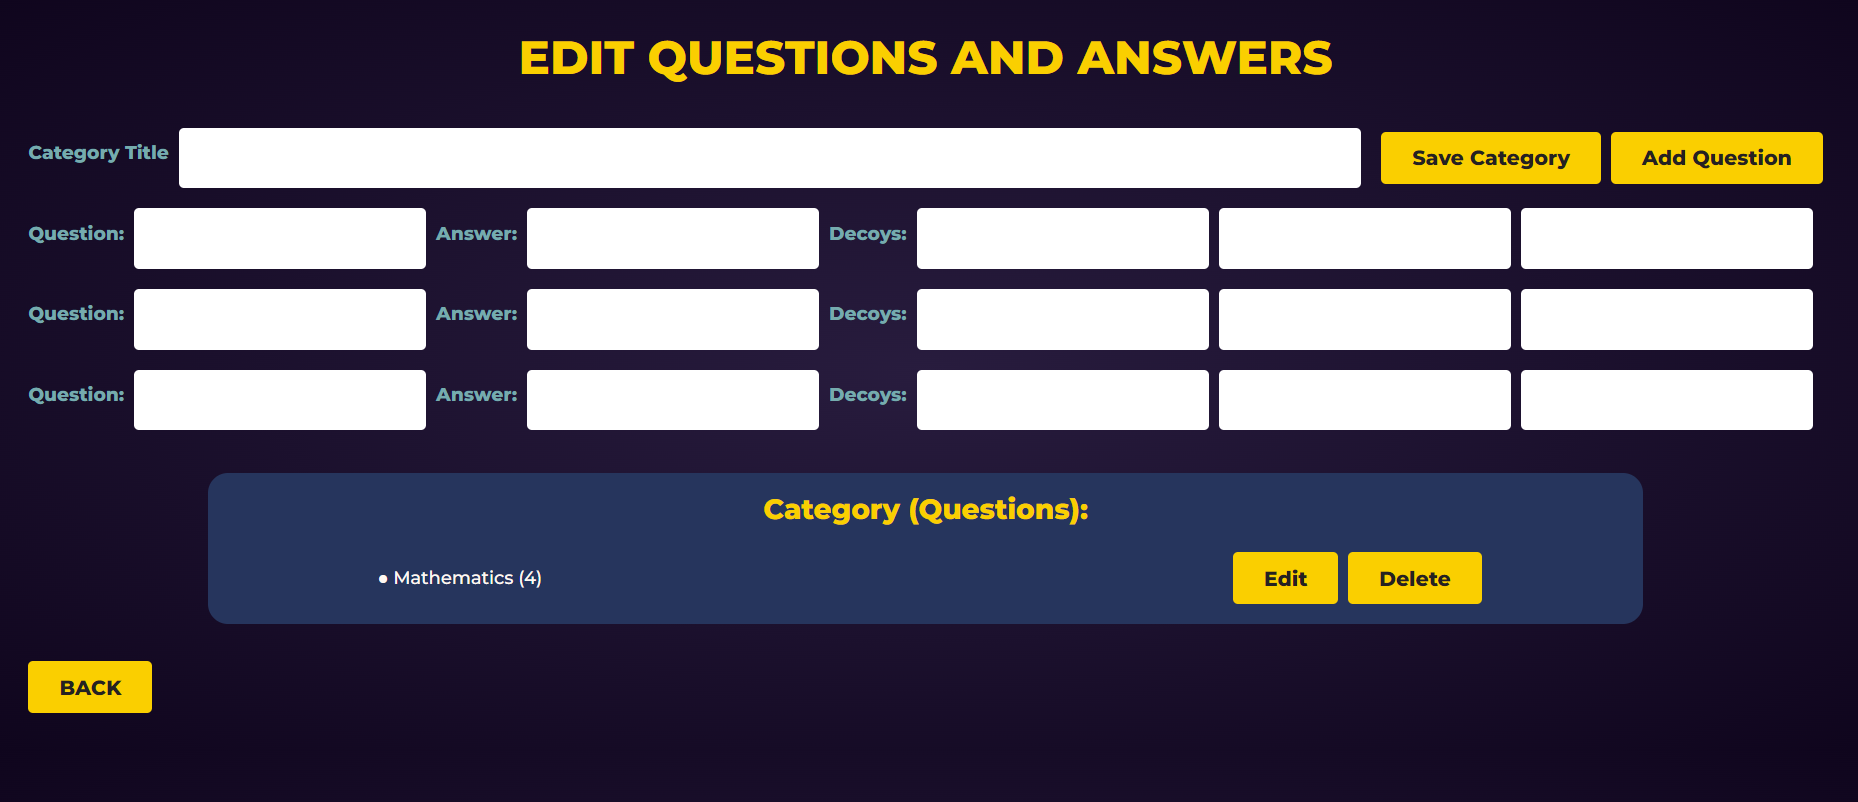 EDIT QUESTIONS AND ANSWERS
Category Title Save Category Add Question
Question: Answer: Decoys:
Question: Answer: Decoys:
Question: Answer: Decoys:
Category (Questions):
• Mathematics (4) Edit Delete
BACK